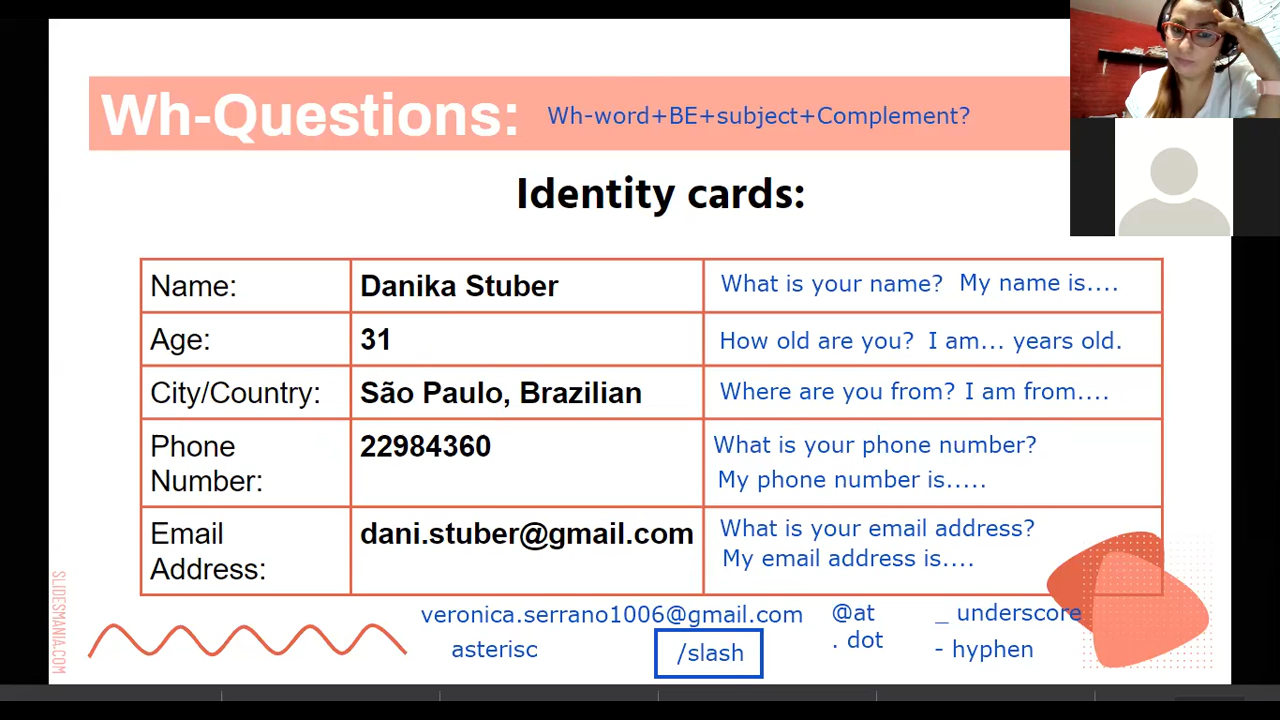 Wh-Questions: Wh-word+BE+subject+Complement?
Identity cards:
Name: Danika Stuber What is your name? My name is....
Age: 31 How old are you? I am... years old.
City/Country: São Paulo, Brazilian Where are you from? I am from....
Phone Number: 22984360 What is your phone number?
My phone number is.....
Email Address: dani.stuber@gmail.com What is your email address?
My email address is....
veronica.serrano1006@gmail.com @at _ underscore
asterisc /slash . dot - hyphen
SLIDESMANIA.COM